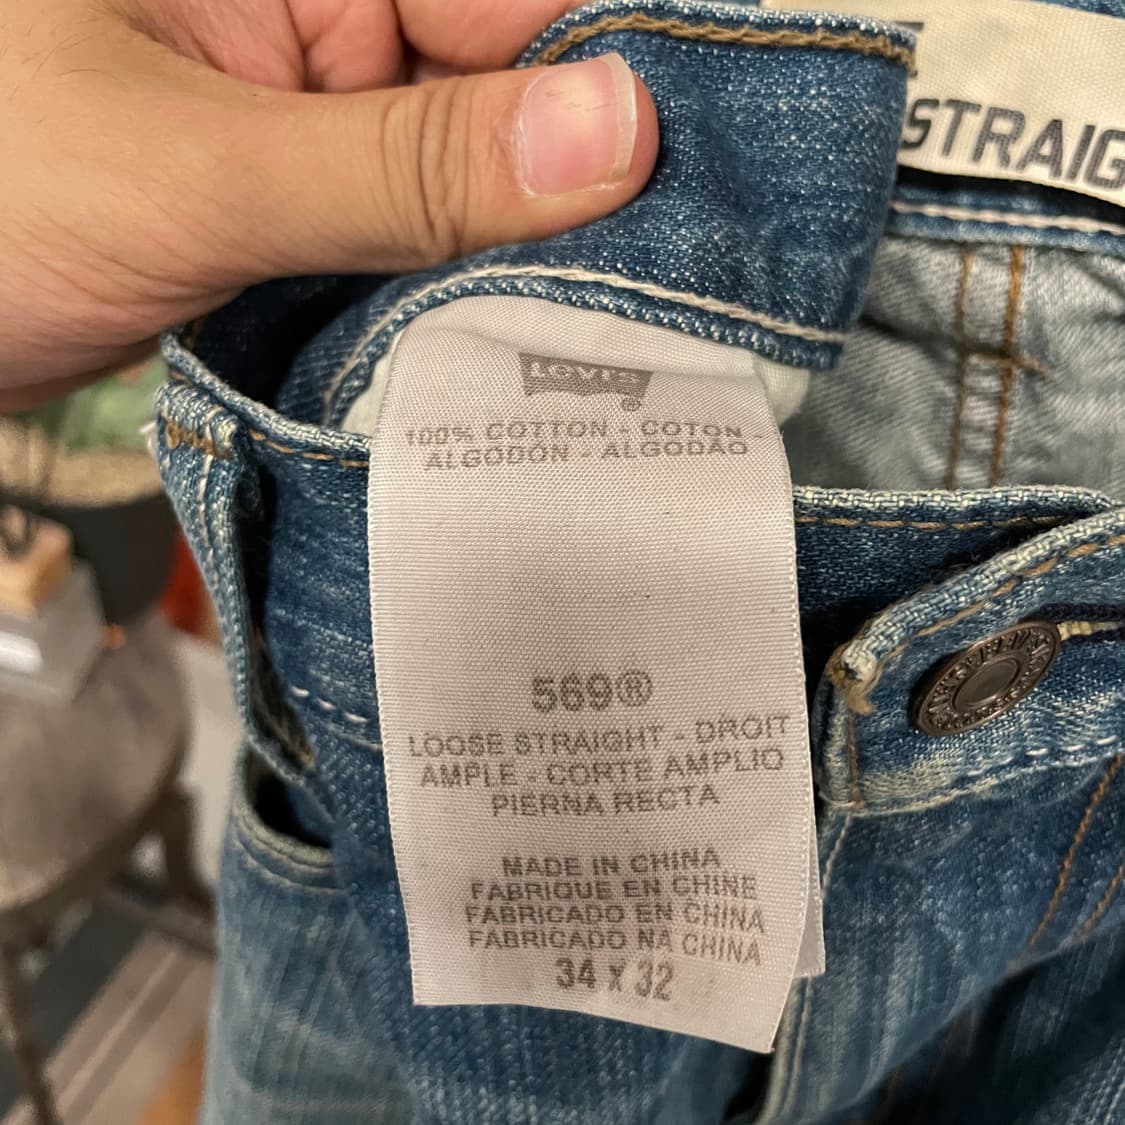 STRAIG
LEVI'S
100% COTTON - COTON -
ALGODON - ALGODÃO
569®
LOOSE STRAIGHT - DROIT
AMPLE - CORTE AMPLIO
PIERNA RECTA
MADE IN CHINA
FABRIQUE EN CHINE
FABRICADO EN CHINA
FABRICADO NA CHINA
34 x 32